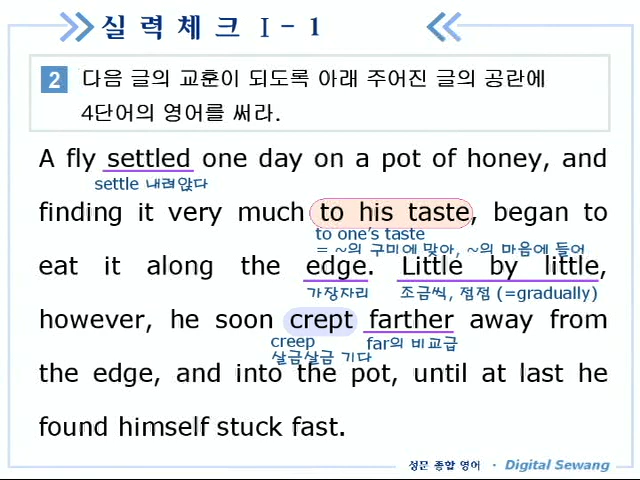 실 력 체 크 Ⅰ - 1
2 다음 글의 교훈이 되도록 아래 주어진 글의 공란에
4단어의 영어를 써라.
A fly settled one day on a pot of honey, and
settle 내려앉다
finding it very much to his taste, began to
to one's taste
= ~의 구미에 맞아, ~의 마음에 들어
eat it along the edge. Little by little,
가장자리 조금씩, 점점 (=gradually)
however, he soon crept farther away from
creep far의 비교급
살금살금 기다
the edge, and into the pot, until at last he
found himself stuck fast.
성문 종합 영어 · Digital Sewang